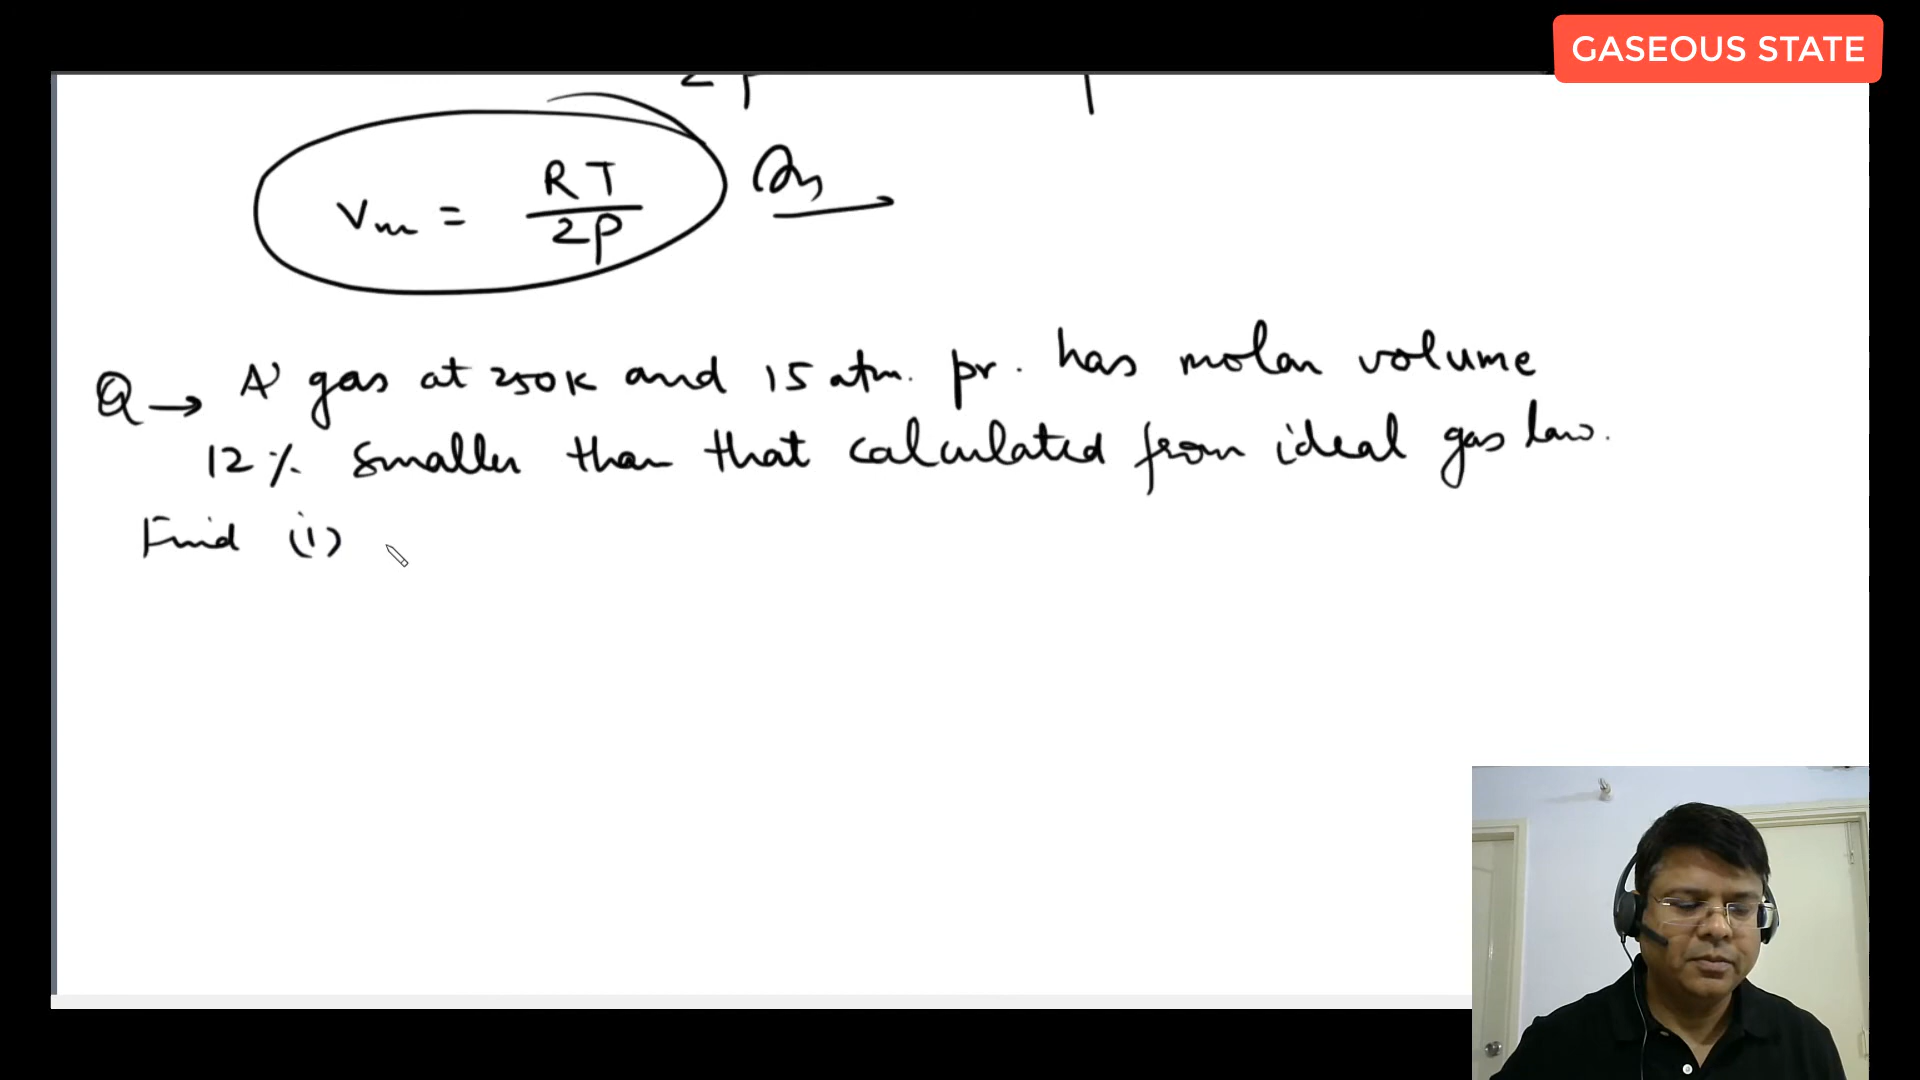 GASEOUS STATE
Vm = RT / 2P Ans
Q → A gas at 250K and 15 atm. pr. has molar volume
12% smaller than that calculated from ideal gas law.
Find (i)